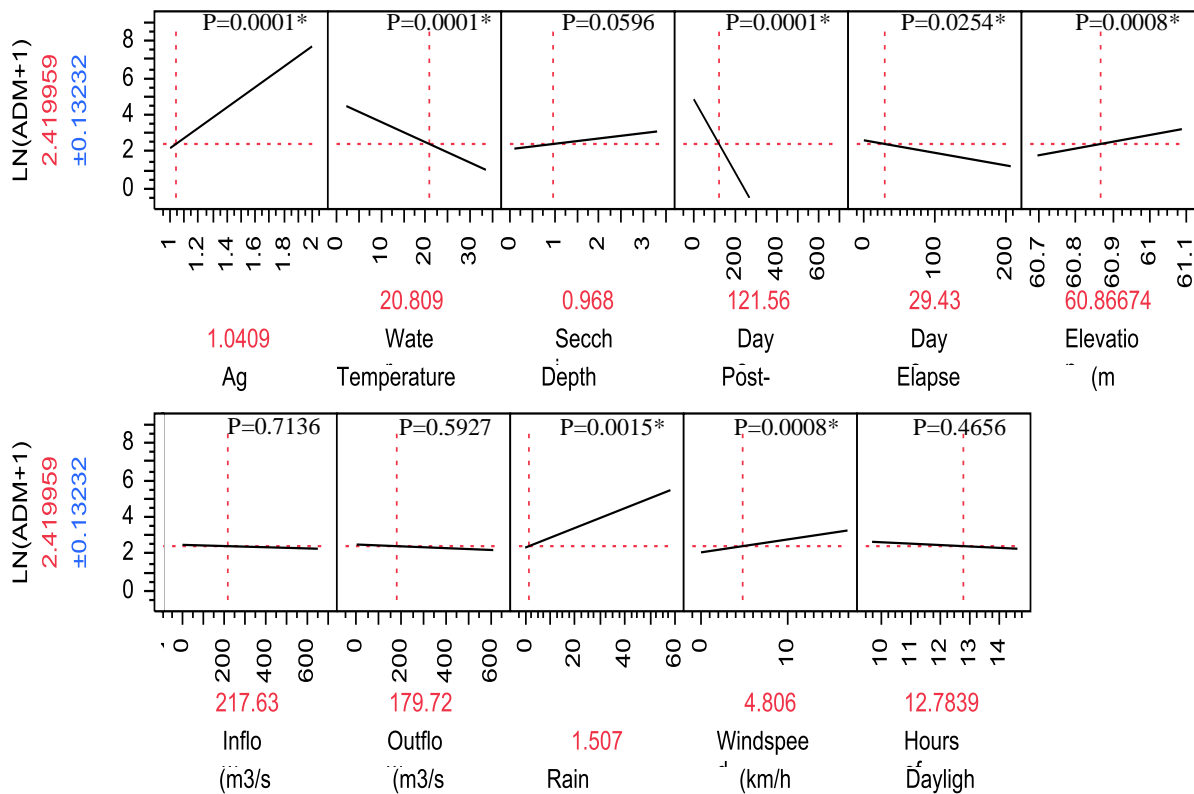 P=0.0001* P=0.0001* P=0.0596 P=0.0001* P=0.0254* P=0.0008*
LN(ADM+1)
2.419959
±0.13232
8
6
4
2
0
1 1.2 1.4 1.6 1.8 2 0 10 20 30 0 1 2 3 0 200 400 600 0 100 200 60.7 60.8 60.9 61 61.1
20.809 0.968 121.56 29.43 60.86674
1.0409 Wate Secch Day Day Elevatio
Ag Temperature Depth Post- Elapse (m
P=0.7136 P=0.5927 P=0.0015* P=0.0008* P=0.4656
LN(ADM+1)
2.419959
±0.13232
8
6
4
2
0
0 200 400 600 0 200 400 600 0 20 40 60 0 10 10 11 12 13 14
217.63 179.72 4.806 12.7839
Inflo Outflo 1.507 Windspee Hours
(m3/s (m3/s Rain (km/h Dayligh